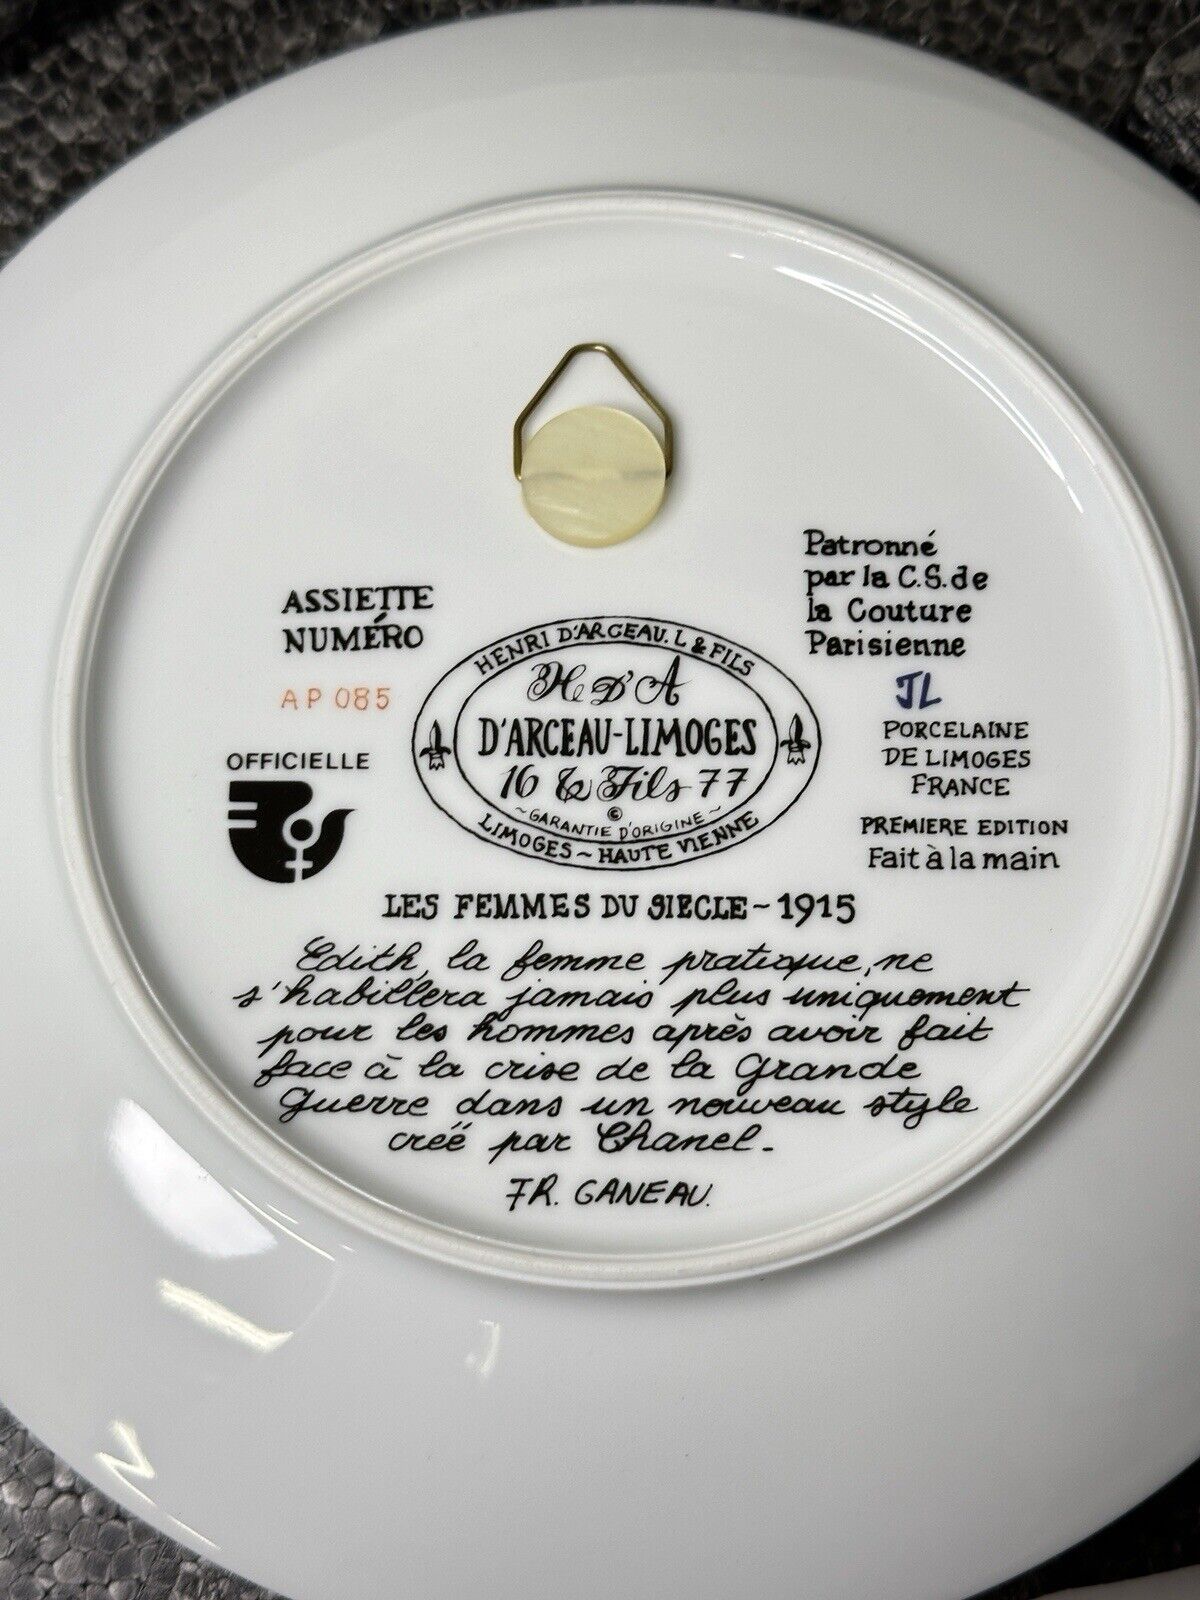 Patronné
par la C.S. de
la Couture
Parisienne
ASSIETTE
NUMÉRO
AP 085
OFFICIELLE
HENRI D'ARCEAU. L & FILS
H D'A
D'ARCEAU-LIMOGES
16 & Fils 77
©
~GARANTIE D'ORIGINE~
LIMOGES ~ HAUTE VIENNE
JL
PORCELAINE
DE LIMOGES
FRANCE
PREMIERE EDITION
Fait à la main
LES FEMMES DU SIECLE ~ 1915
Edith, la femme pratique, ne
s'habillera jamais plus uniquement
pour les hommes après avoir fait
face à la crise de la Grande
Guerre dans un nouveau style
créé par Chanel.
FR. GANEAU.